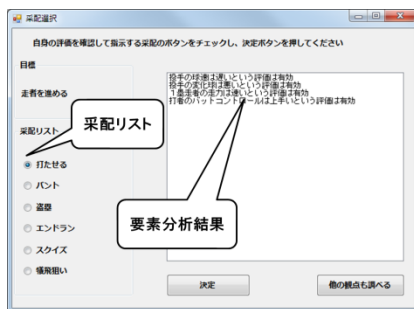 采配選択
自身の評価を確認して指示する采配のボタンをチェックし、決定ボタンを押してください
目標
走者を進める
采配リスト
打たせる
バント
盗塁
エンドラン
スクイズ
犠飛狙い
投手の球速は遅いという評価は有効
投手の変化球は悪いという評価は有効
1塁走者の走力は速いという評価は有効
打者のバットコントロールは上手いという評価は有効
采配リスト
要素分析結果
決定
他の観点も調べる